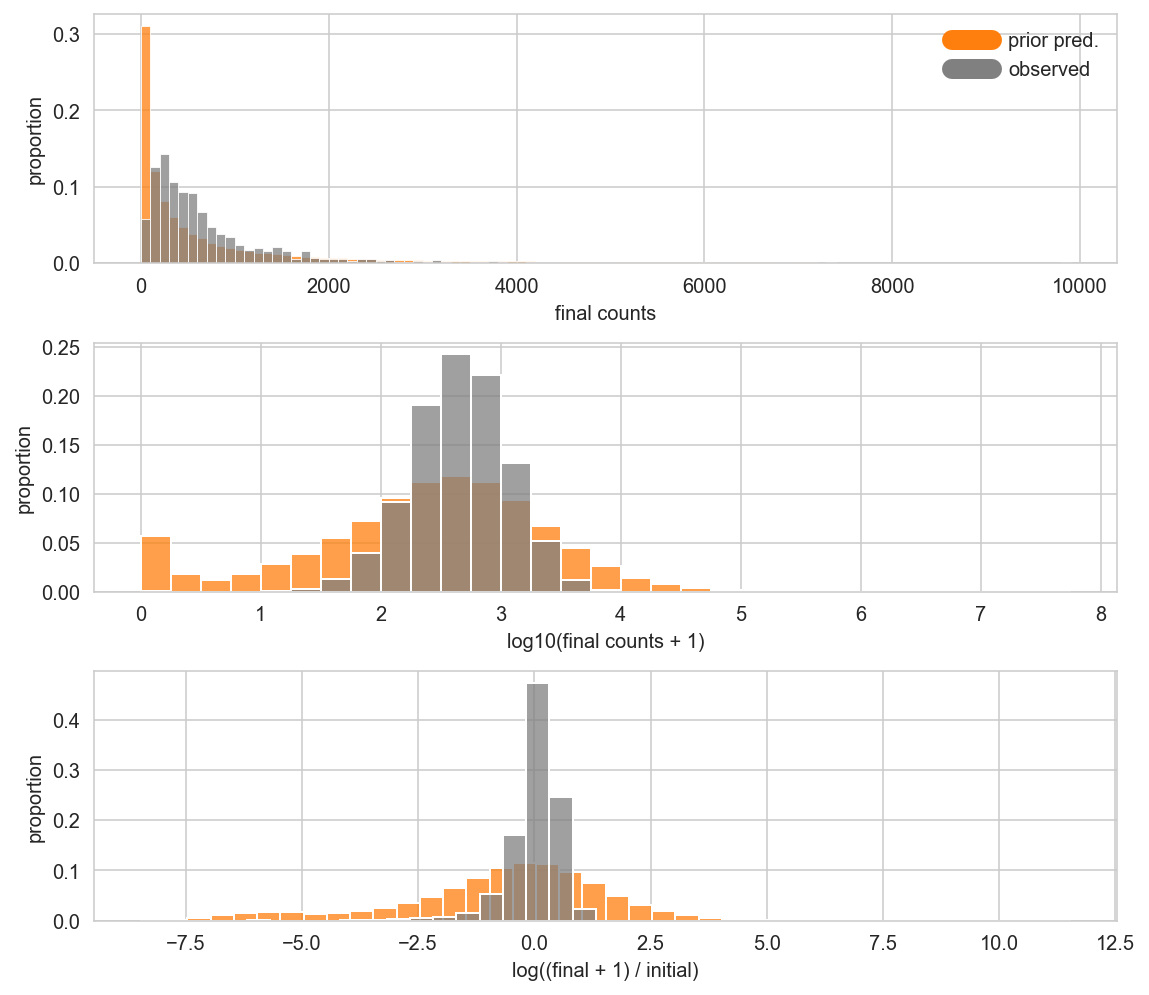 0.3
0.2
0.1
0.0
proportion
prior pred.
observed
0 2000 4000 6000 8000 10000
final counts
0.25
0.20
0.15
0.10
0.05
0.00
proportion
0 1 2 3 4 5 6 7 8
log10(final counts + 1)
0.4
0.3
0.2
0.1
0.0
proportion
−7.5 −5.0 −2.5 0.0 2.5 5.0 7.5 10.0 12.5
log((final + 1) / initial)